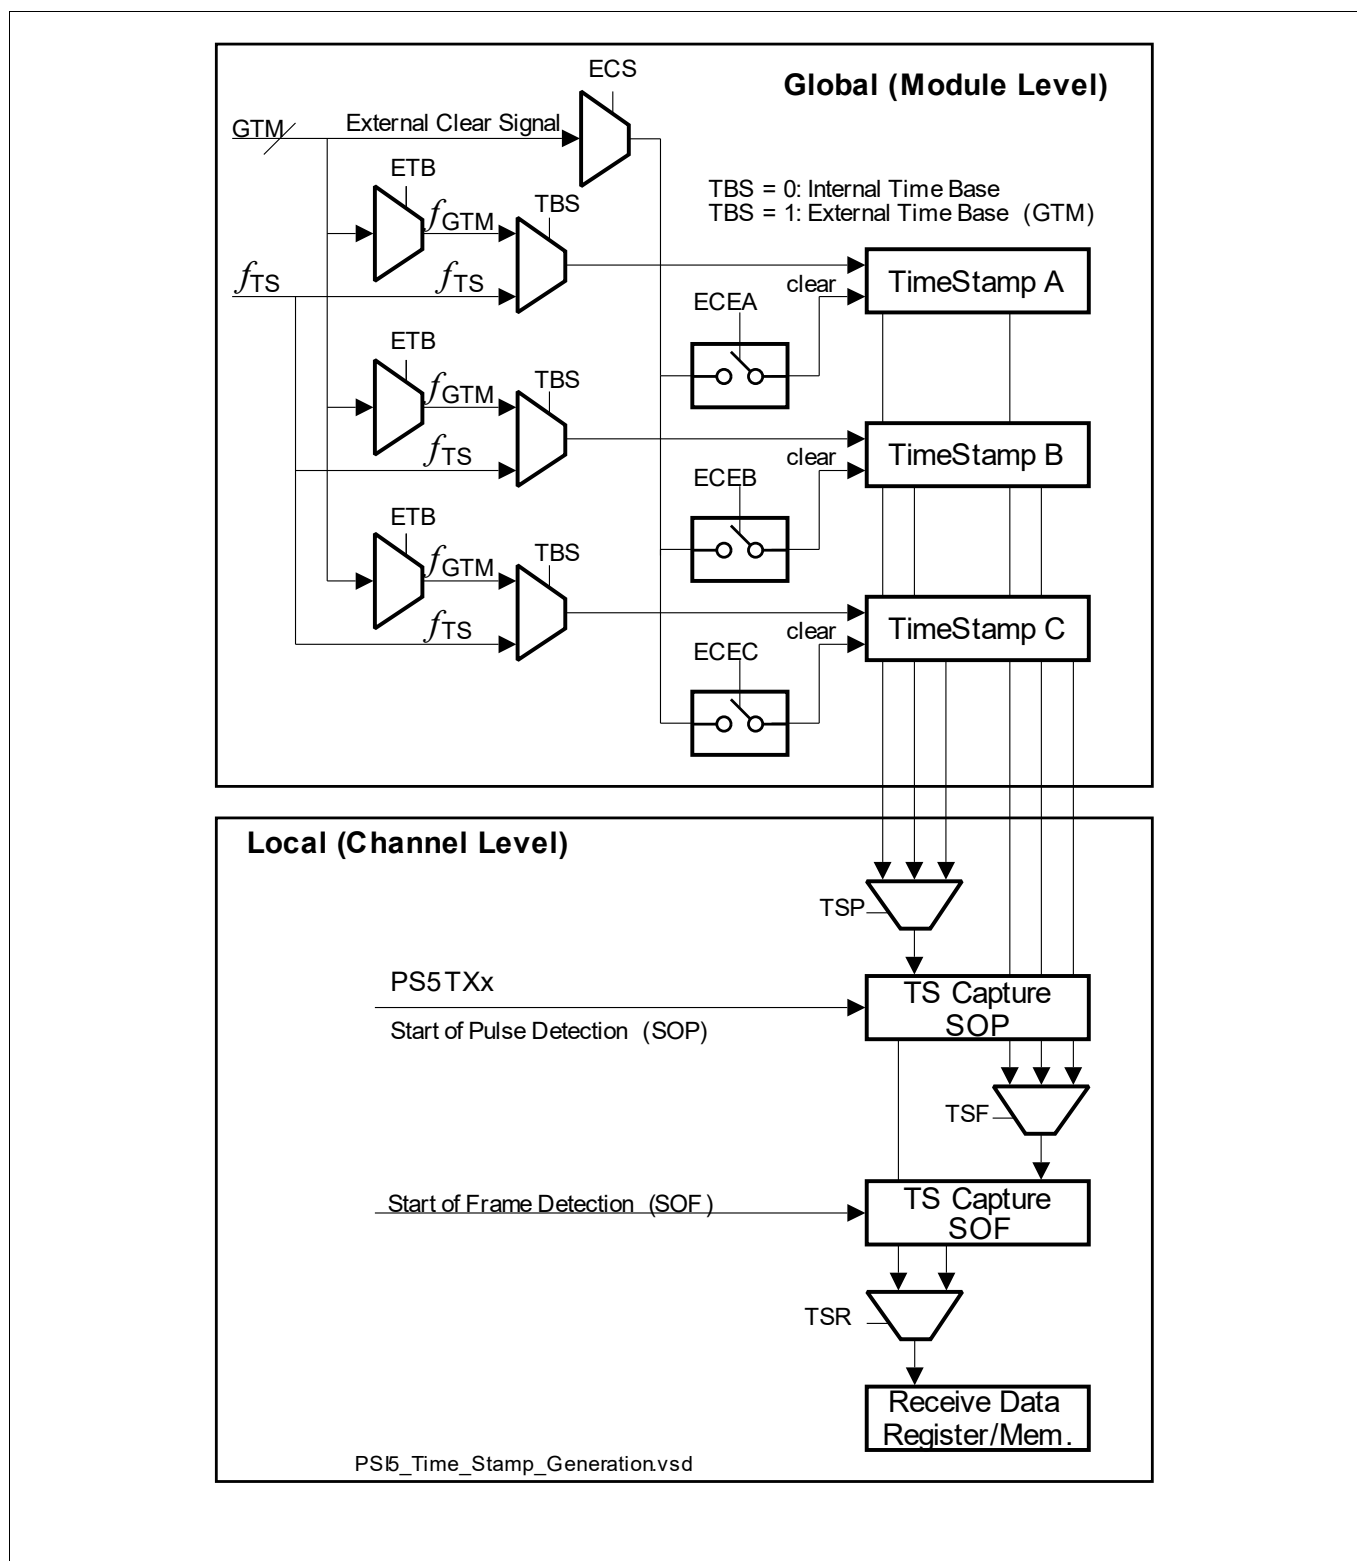 ECS
Global (Module Level)
GTM
External Clear Signal
ETB
fGTM
TBS
TBS = 0: Internal Time Base
TBS = 1: External Time Base (GTM)
fTS
fTS
clear
TimeStamp A
ECEA
ETB
fGTM
TBS
fTS
clear
TimeStamp B
ECEB
ETB
fGTM
TBS
fTS
clear
TimeStamp C
ECEC
Local (Channel Level)
TSP
PS5TXx
Start of Pulse Detection (SOP)
TS Capture
SOP
TSF
Start of Frame Detection (SOF)
TS Capture
SOF
TSR
Receive Data
Register/Mem.
PSI5_Time_Stamp_Generation.vsd